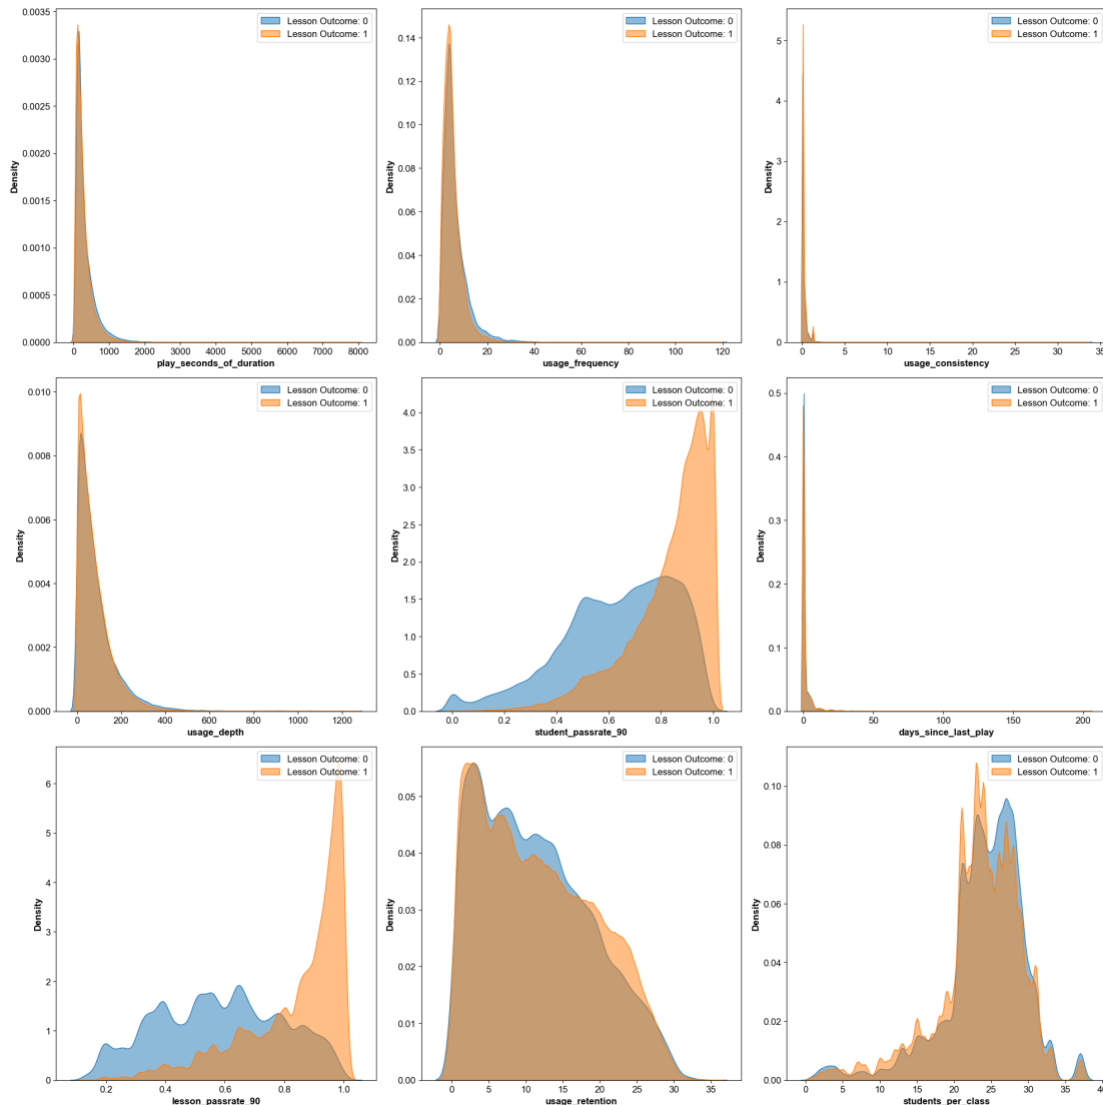 Lesson Outcome: 0
Lesson Outcome: 1
Density
0.0035
0.0030
0.0025
0.0020
0.0015
0.0010
0.0005
0.0000
0 1000 2000 3000 4000 5000 6000 7000 8000
play_seconds_of_duration
Lesson Outcome: 0
Lesson Outcome: 1
Density
0.14
0.12
0.10
0.08
0.06
0.04
0.02
0.00
0 20 40 60 80 100 120
usage_frequency
Lesson Outcome: 0
Lesson Outcome: 1
Density
5
4
3
2
1
0
0 5 10 15 20 25 30 35
usage_consistency
Lesson Outcome: 0
Lesson Outcome: 1
Density
0.010
0.008
0.006
0.004
0.002
0.000
0 200 400 600 800 1000 1200
usage_depth
Lesson Outcome: 0
Lesson Outcome: 1
Density
4.0
3.5
3.0
2.5
2.0
1.5
1.0
0.5
0.0
0.0 0.2 0.4 0.6 0.8 1.0
student_passrate_90
Lesson Outcome: 0
Lesson Outcome: 1
Density
0.5
0.4
0.3
0.2
0.1
0.0
0 50 100 150 200
days_since_last_play
Lesson Outcome: 0
Lesson Outcome: 1
Density
6
5
4
3
2
1
0
0.2 0.4 0.6 0.8 1.0
lesson_passrate_90
Lesson Outcome: 0
Lesson Outcome: 1
Density
0.05
0.04
0.03
0.02
0.01
0.00
0 5 10 15 20 25 30 35
usage_retention
Lesson Outcome: 0
Lesson Outcome: 1
Density
0.10
0.08
0.06
0.04
0.02
0.00
0 5 10 15 20 25 30 35 40
students_per_class